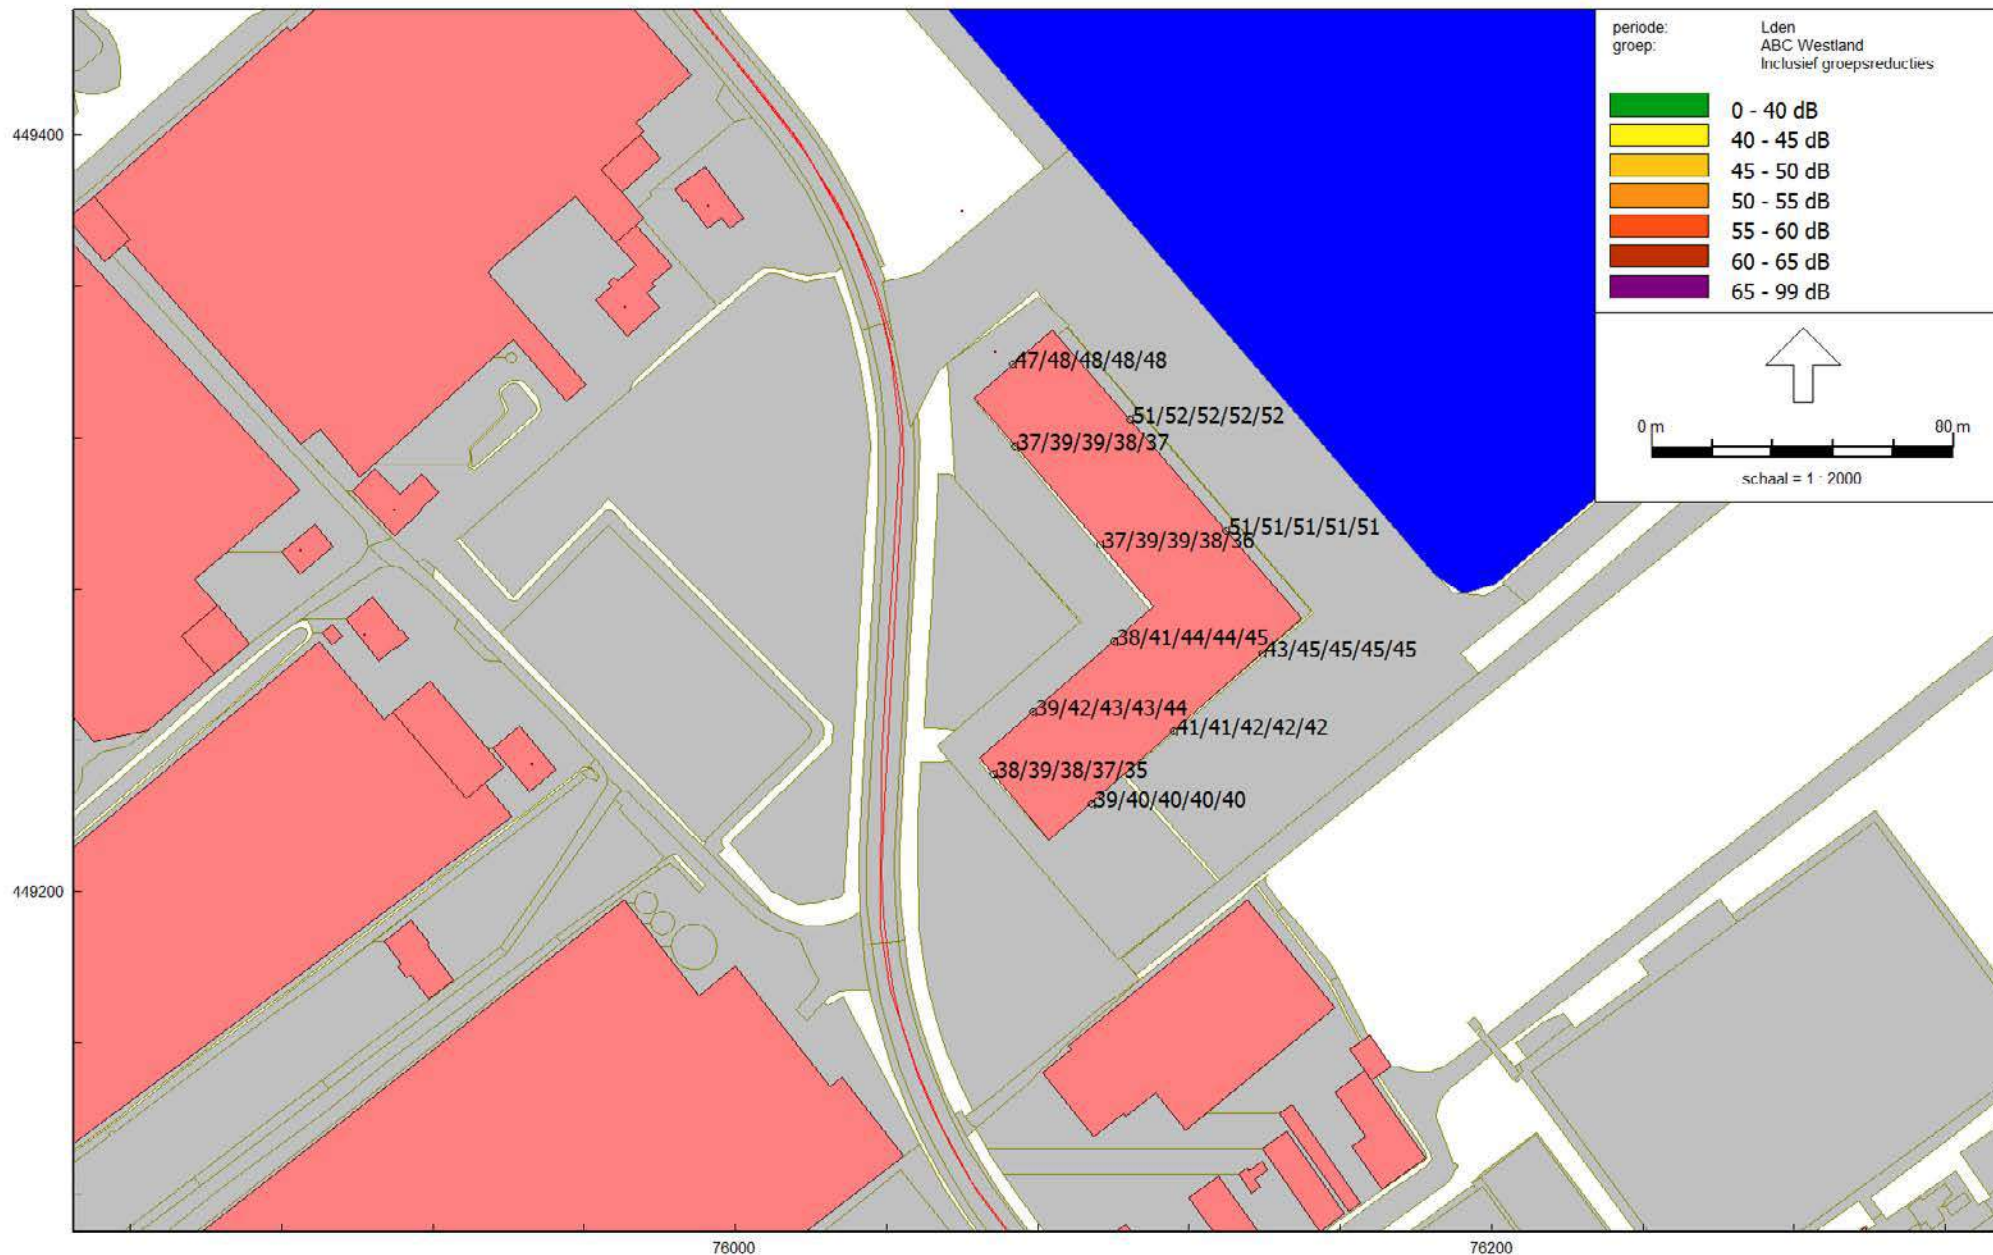 periode: Lden
groep: ABC Westland
Inclusief groepsreducties
0 - 40 dB
40 - 45 dB
45 - 50 dB
50 - 55 dB
55 - 60 dB
60 - 65 dB
65 - 99 dB
0 m 80 m
schaal = 1 : 2000
449400
47/48/48/48/48
51/52/52/52/52
37/39/39/38/37
51/51/51/51/51
37/39/39/38/36
38/41/44/44/45
43/45/45/45/45
39/42/43/43/44
41/41/42/42/42
38/39/38/37/35
39/40/40/40/40
449200
76000 76200